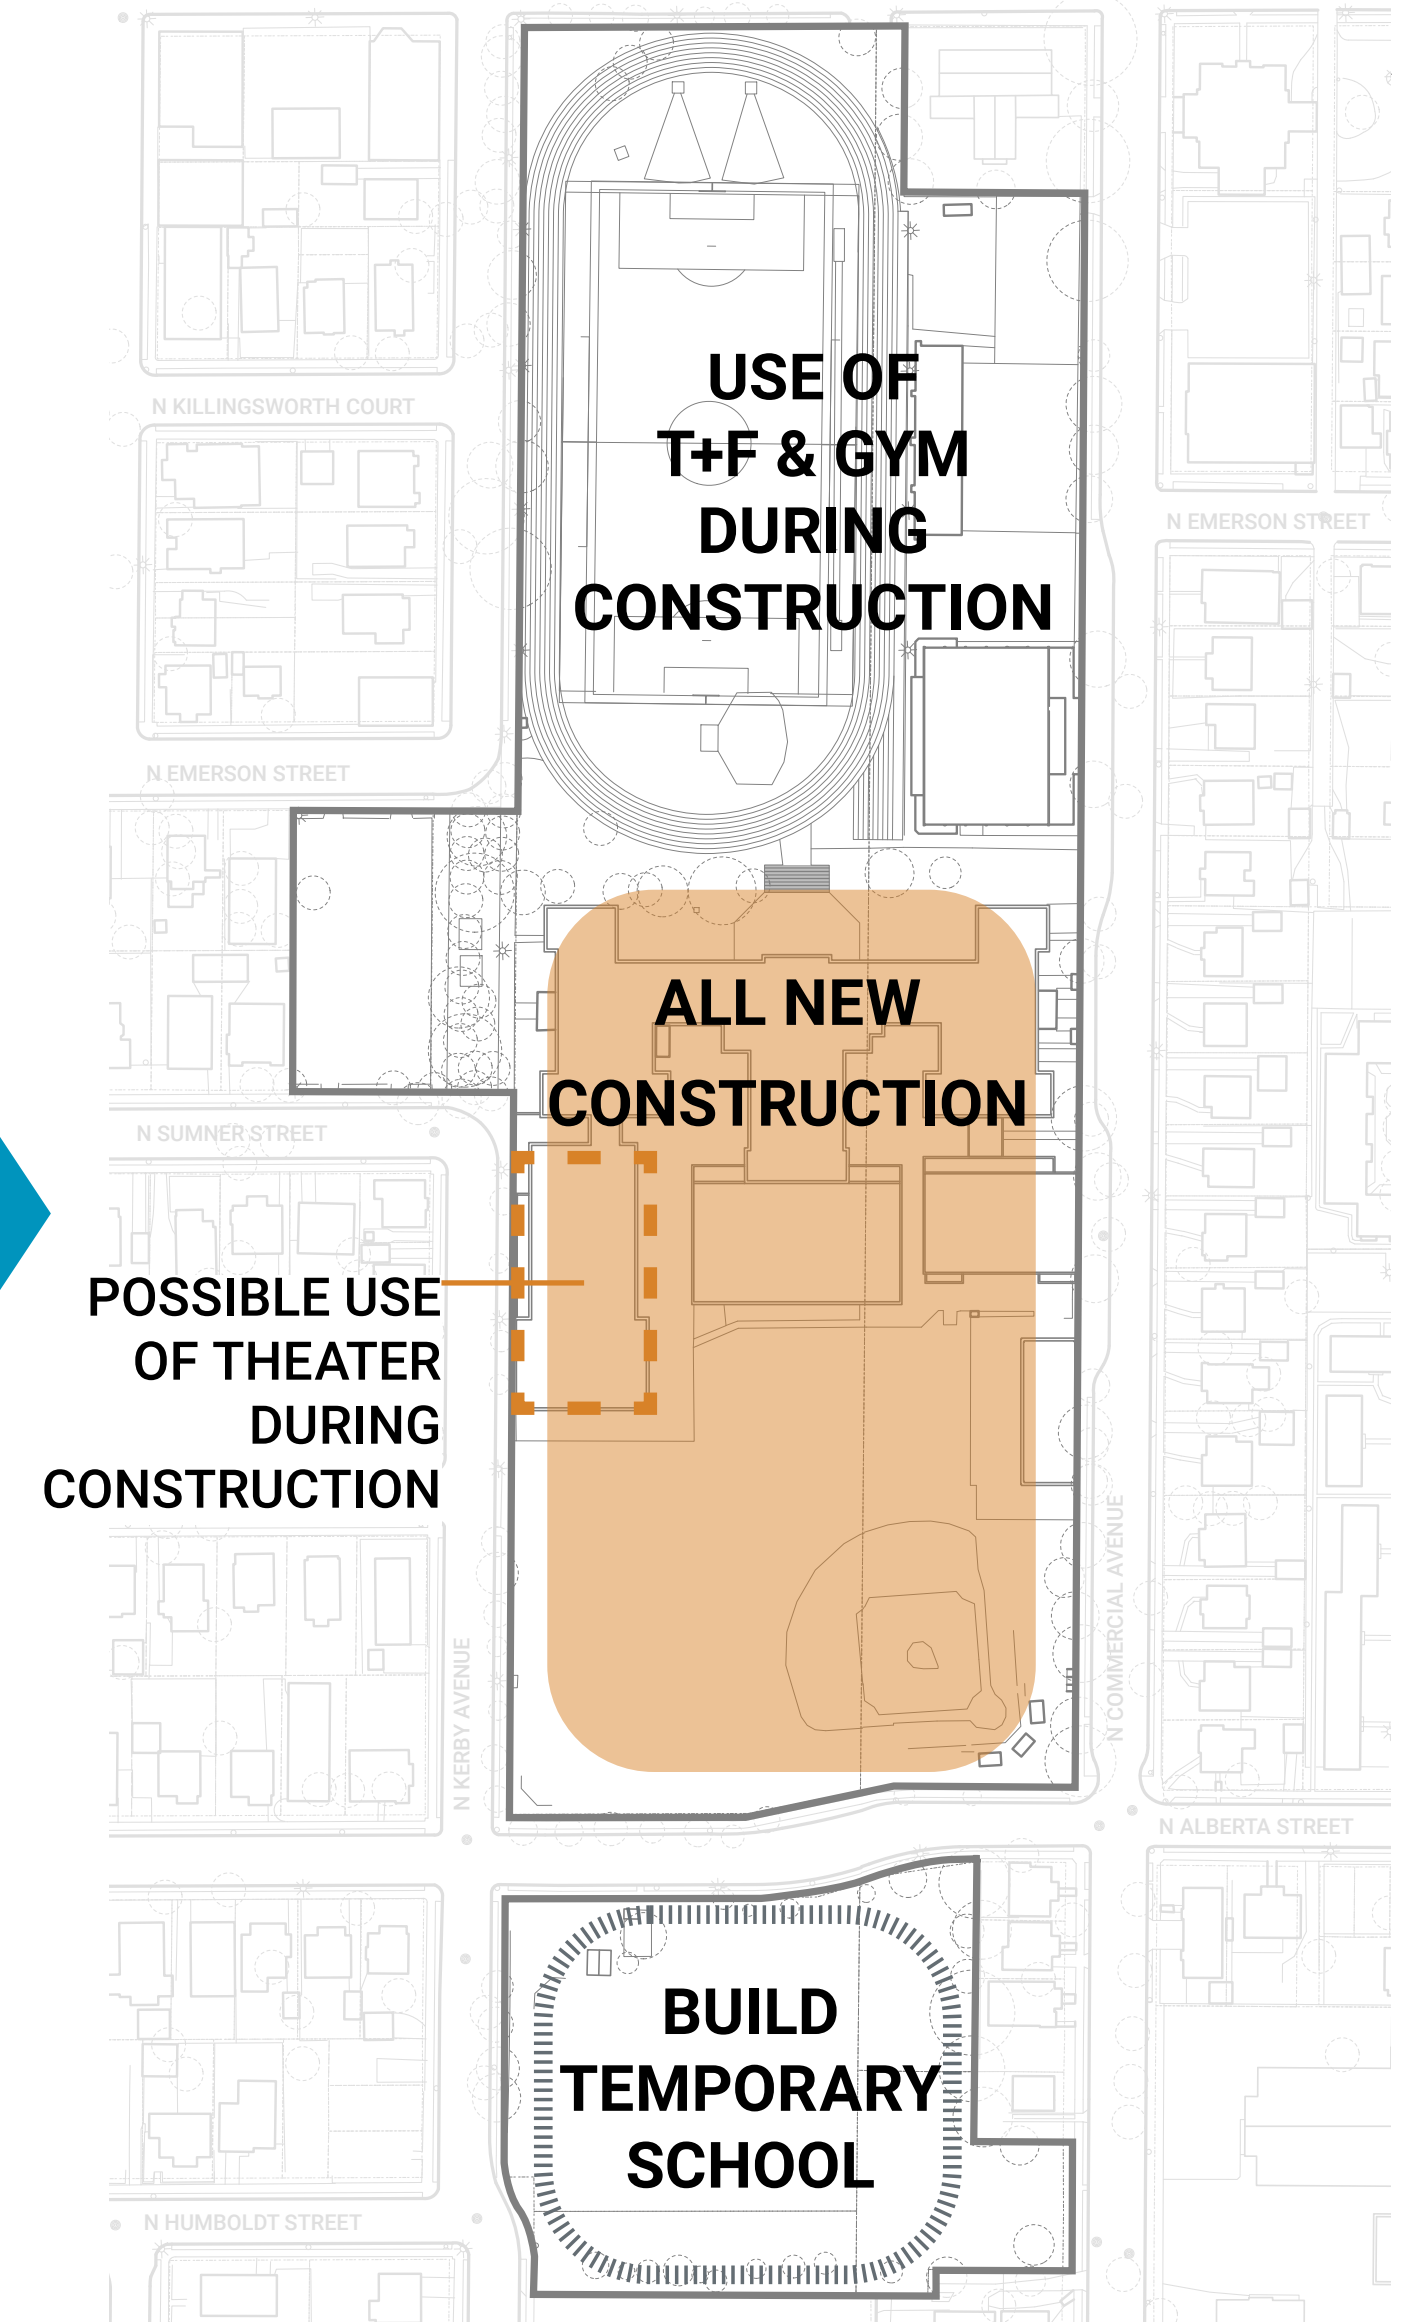 N KILLINGSWORTH COURT
USE OF
T+F & GYM
DURING
CONSTRUCTION
N EMERSON STREET
N EMERSON STREET
ALL NEW
CONSTRUCTION
N SUMNER STREET
POSSIBLE USE
OF THEATER
DURING
CONSTRUCTION
N KERBY AVENUE
N COMMERCIAL AVENUE
N ALBERTA STREET
BUILD
TEMPORARY
SCHOOL
N HUMBOLDT STREET